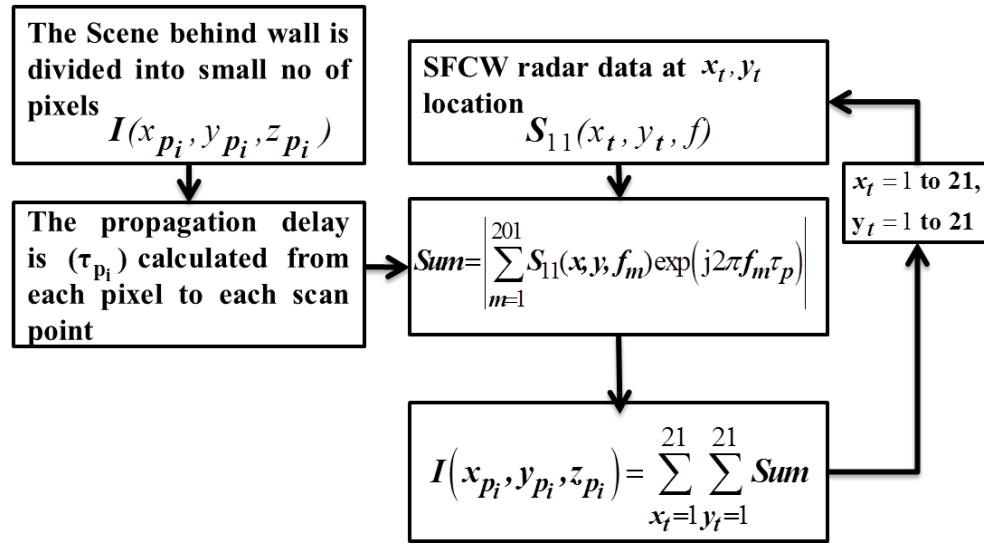 The Scene behind wall is
divided into small no of
pixels
I(x_{p_i}, y_{p_i}, z_{p_i})
The propagation delay
is (τ_{p_i}) calculated from
each pixel to each scan
point
SFCW radar data at x_t, y_t
location
S_{11}(x_t, y_t, f)
Sum=|\sum_{m=1}^{201} S_{11}(x,y,f_m)exp(j2πf_mτ_p)|
I(x_{p_i}, y_{p_i}, z_{p_i}) = \sum_{x_t=1}^{21} \sum_{y_t=1}^{21} Sum
x_t = 1 to 21,
y_t = 1 to 21